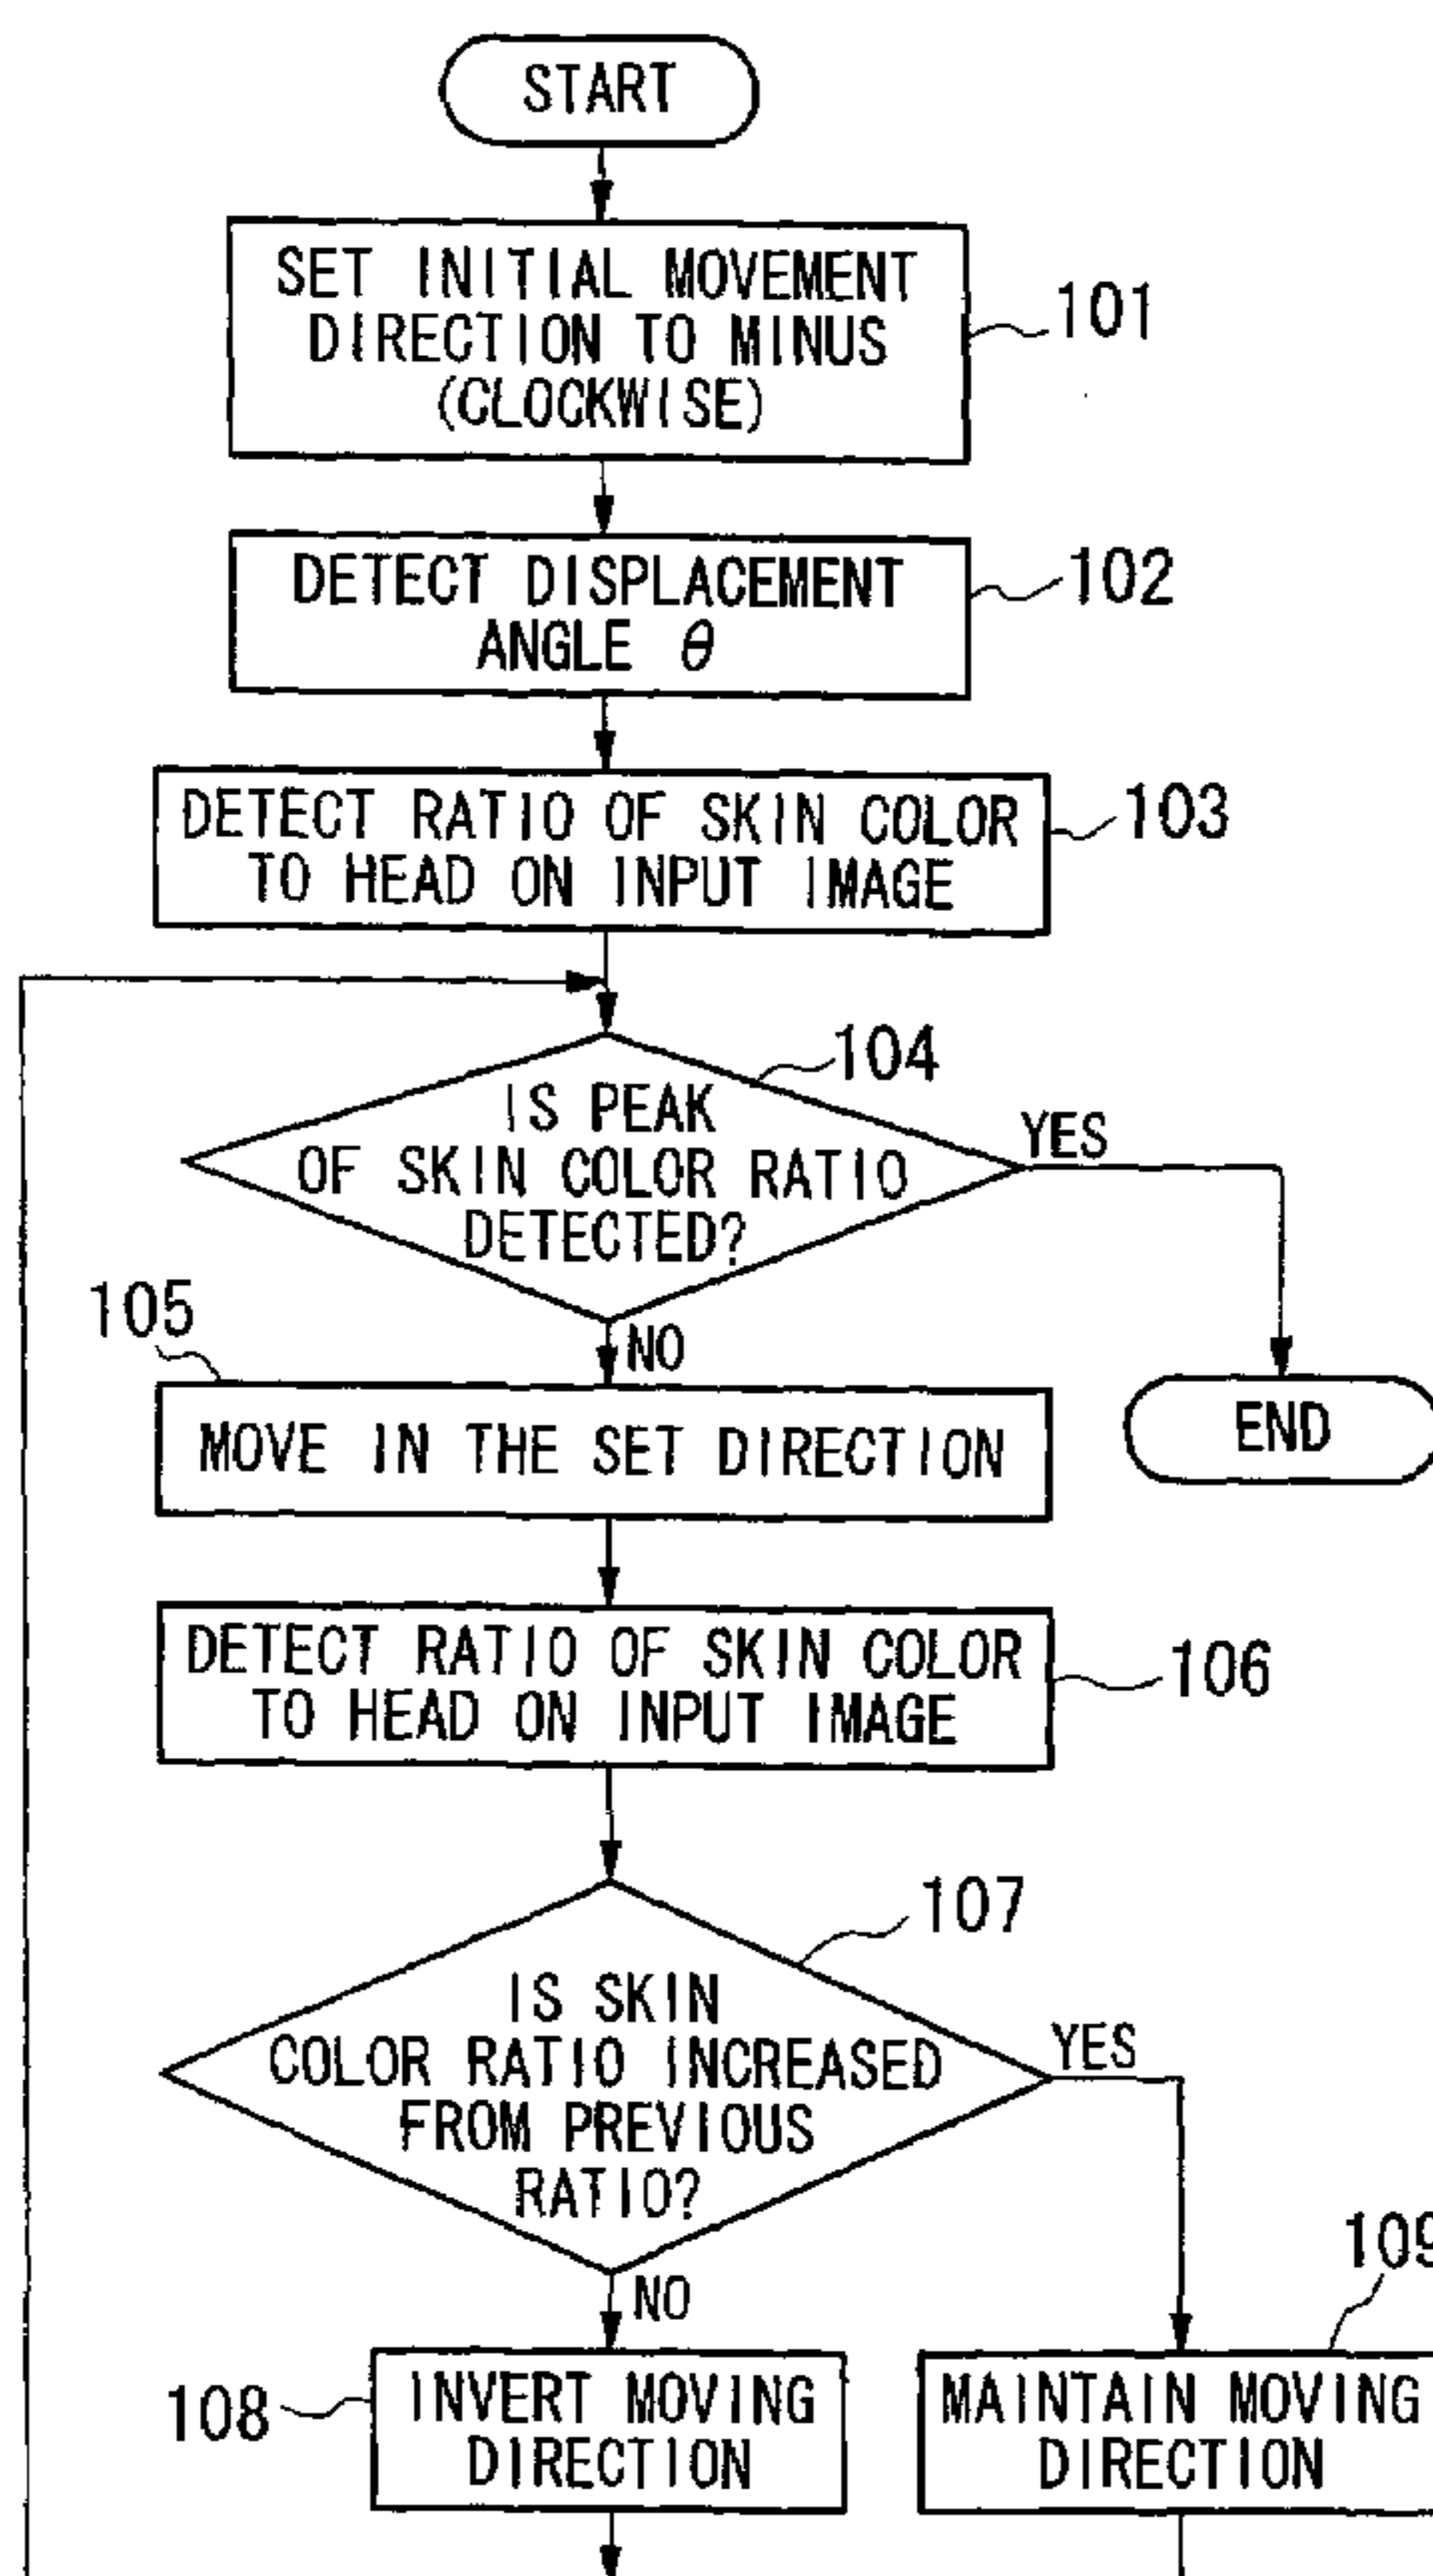 START
SET INITIAL MOVEMENT
DIRECTION TO MINUS
(CLOCKWISE)
101
DETECT DISPLACEMENT
ANGLE θ
102
DETECT RATIO OF SKIN COLOR
TO HEAD ON INPUT IMAGE
103
104
IS PEAK
OF SKIN COLOR RATIO
DETECTED?
YES
NO
105
MOVE IN THE SET DIRECTION
END
DETECT RATIO OF SKIN COLOR
TO HEAD ON INPUT IMAGE
106
107
IS SKIN
COLOR RATIO INCREASED
FROM PREVIOUS
RATIO?
YES
NO
109
108
INVERT MOVING
DIRECTION
MAINTAIN MOVING
DIRECTION